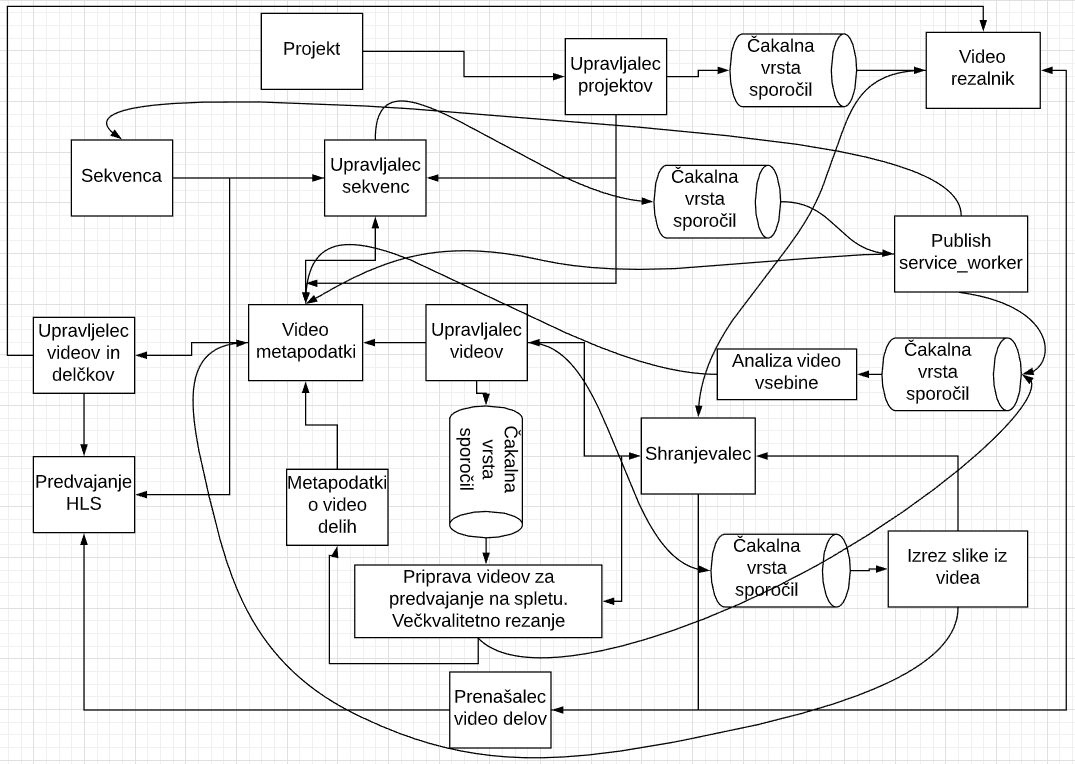 Projekt
Upravljalec
projektov
Čakalna
vrsta
sporočil
Video
rezalnik
Sekvenca
Upravljalec
sekvenc
Čakalna
vrsta
sporočil
Publish
service_worker
Upravljelec
videov in
delčkov
Video
metapodatki
Upravljalec
videov
Analiza video
vsebine
Čakalna
vrsta
sporočil
Predvajanje
HLS
Metapodatki
o video
delih
Čakalna
vrsta
sporočil
Shranjevalec
Čakalna
vrsta
sporočil
Izrez slike iz
videa
Priprava videov za
predvajanje na spletu.
Večkvalitetno rezanje
Prenašalec
video delov